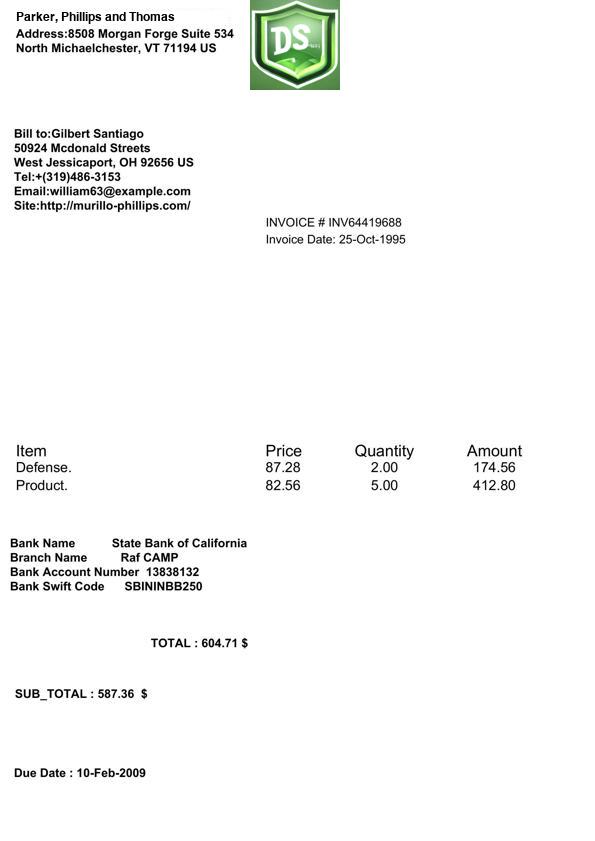 Parker, Phillips and Thomas
Address:8508 Morgan Forge Suite 534
North Michaelchester, VT 71194 US
DS
Bill to:Gilbert Santiago
50924 Mcdonald Streets
West Jessicaport, OH 92656 US
Tel:+(319)486-3153
Email:william63@example.com
Site:http://murillo-phillips.com/
INVOICE # INV64419688
Invoice Date: 25-Oct-1995
Item Price Quantity Amount
Defense. 87.28 2.00 174.56
Product. 82.56 5.00 412.80
Bank Name State Bank of California
Branch Name Raf CAMP
Bank Account Number 13838132
Bank Swift Code SBININBB250
TOTAL : 604.71 $
SUB_TOTAL : 587.36 $
Due Date : 10-Feb-2009